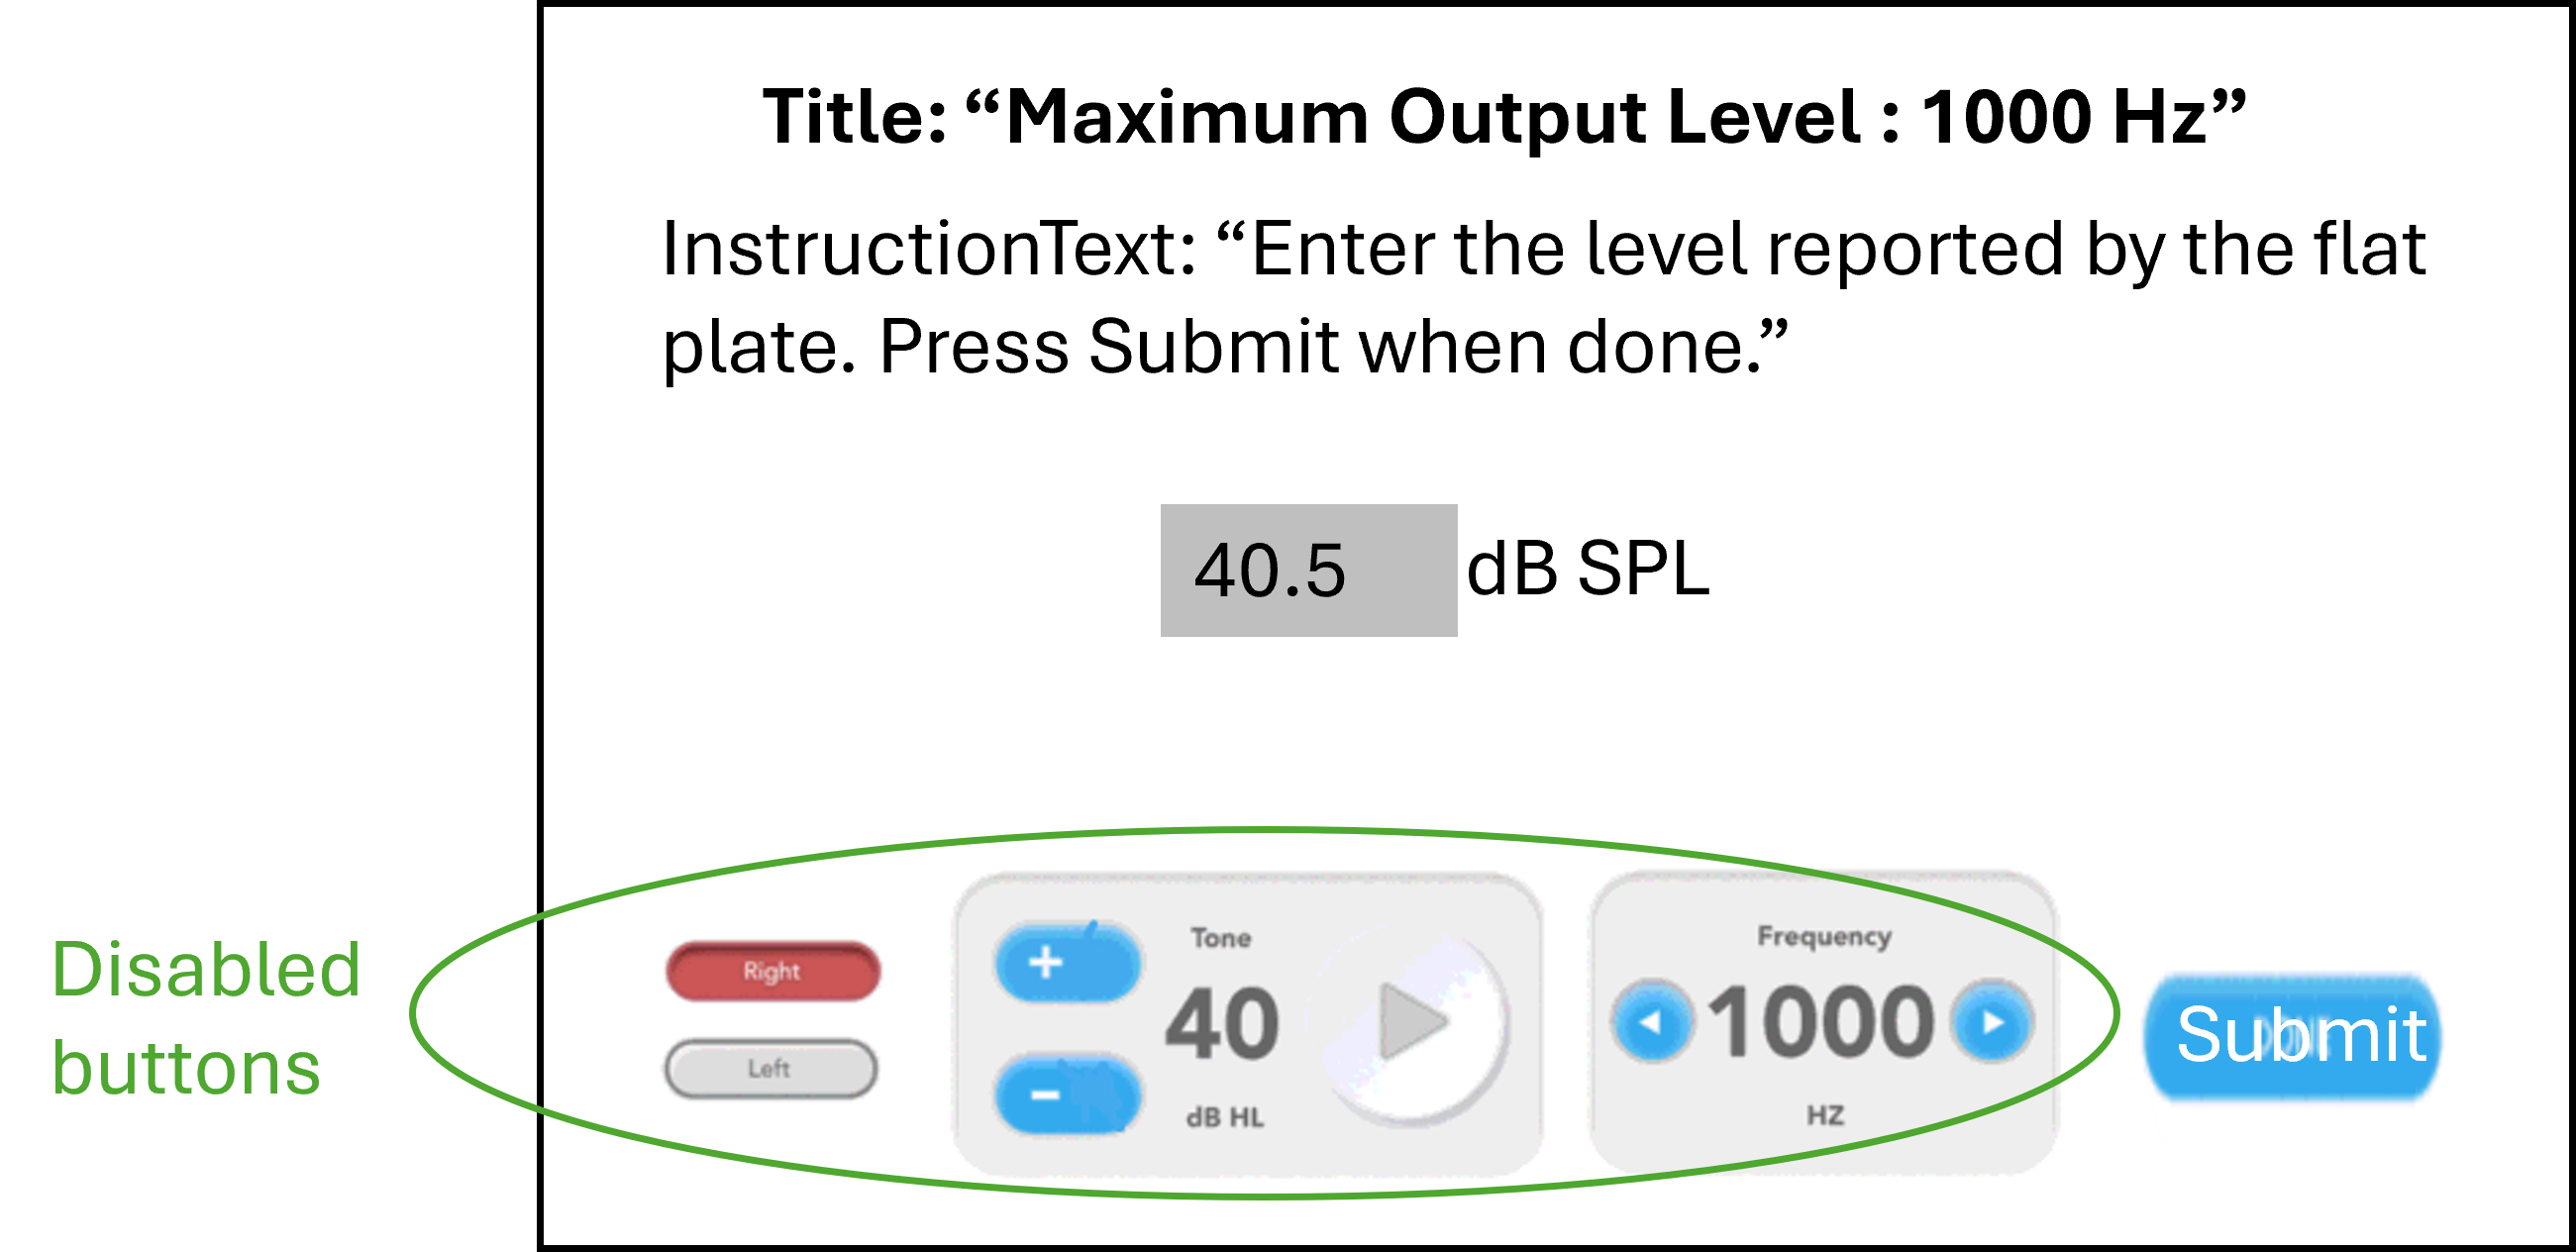 Title: “Maximum Output Level : 1000 Hz”
InstructionText: “Enter the level reported by the flat
plate. Press Submit when done.”
40.5 dB SPL
Disabled
buttons
Right
Left
+
-
Tone
40
dB HL
Frequency
1000
HZ
Submit